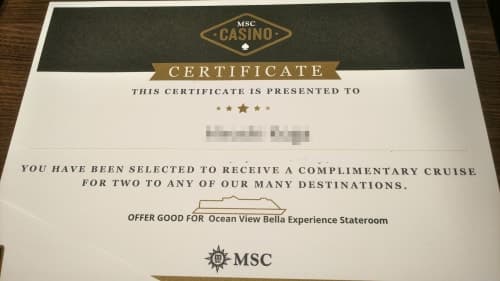 MSC
CASINO
CERTIFICATE
THIS CERTIFICATE IS PRESENTED TO
YOU HAVE BEEN SELECTED TO RECEIVE A COMPLIMENTARY CRUISE
FOR TWO TO ANY OF OUR MANY DESTINATIONS.
OFFER GOOD FOR Ocean View Bella Experience Stateroom
MSC